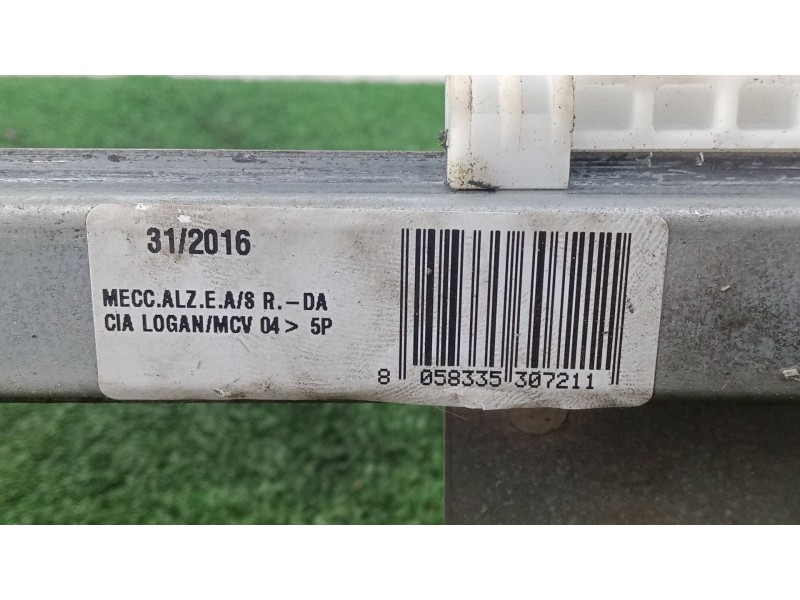 31/2016
MECC.ALZ.E.A/S R.-DA
CIA LOGAN/MCV 04> 5P
8 058335 307211